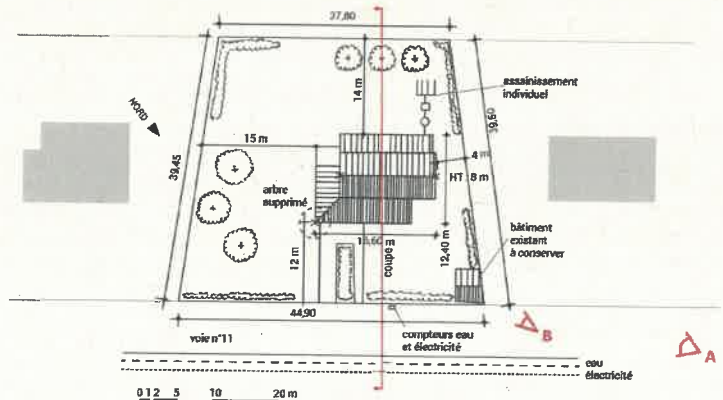 37,80
assainissement
individuel
NORD
14 m
39,60
15 m
4 m
HT : 8 m
39,45
arbre
supprimé
bâtiment
existant
à conserver
12 m
coupe
12,40 m
44,90
B
voie n°11
compteurs eau
et électricité
A
eau
électricité
0 1 2 5 10 20 m